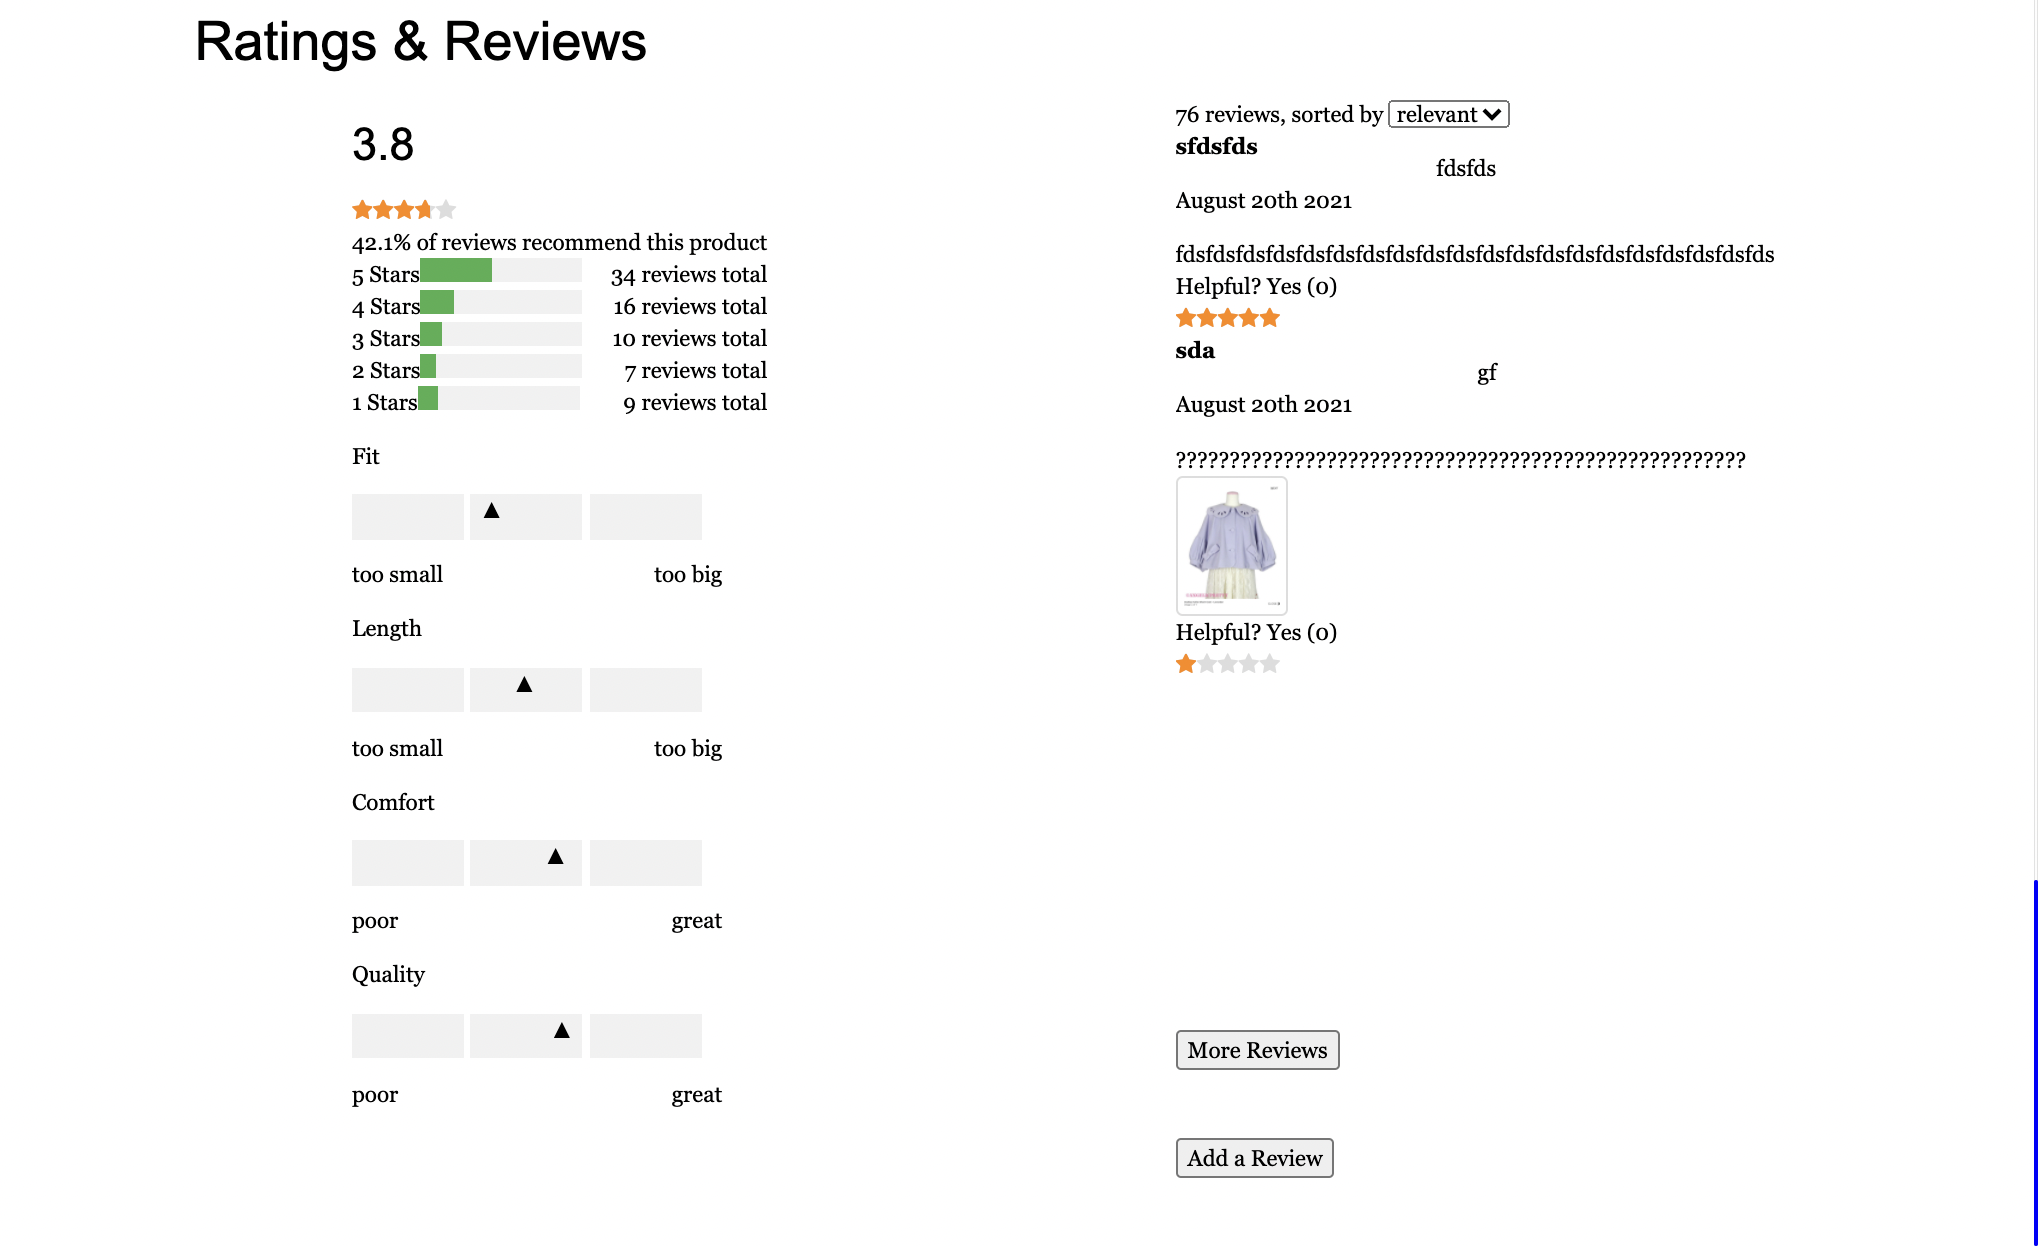 Ratings & Reviews
3.8
42.1% of reviews recommend this product
5 Stars 34 reviews total
4 Stars 16 reviews total
3 Stars 10 reviews total
2 Stars 7 reviews total
1 Stars 9 reviews total
Fit
too small too big
Length
too small too big
Comfort
poor great
Quality
poor great
76 reviews, sorted by relevant
sfdsfds
fdsfds
August 20th 2021
fdsfdsfdsfdsfdsfdsfdsfdsfdsfdsfdsfdsfdsfdsfdsfdsfdsfdsfdsfds
Helpful? Yes (0)
sda
gf
August 20th 2021
?????????????????????????????????????????????????????
Helpful? Yes (0)
More Reviews
Add a Review